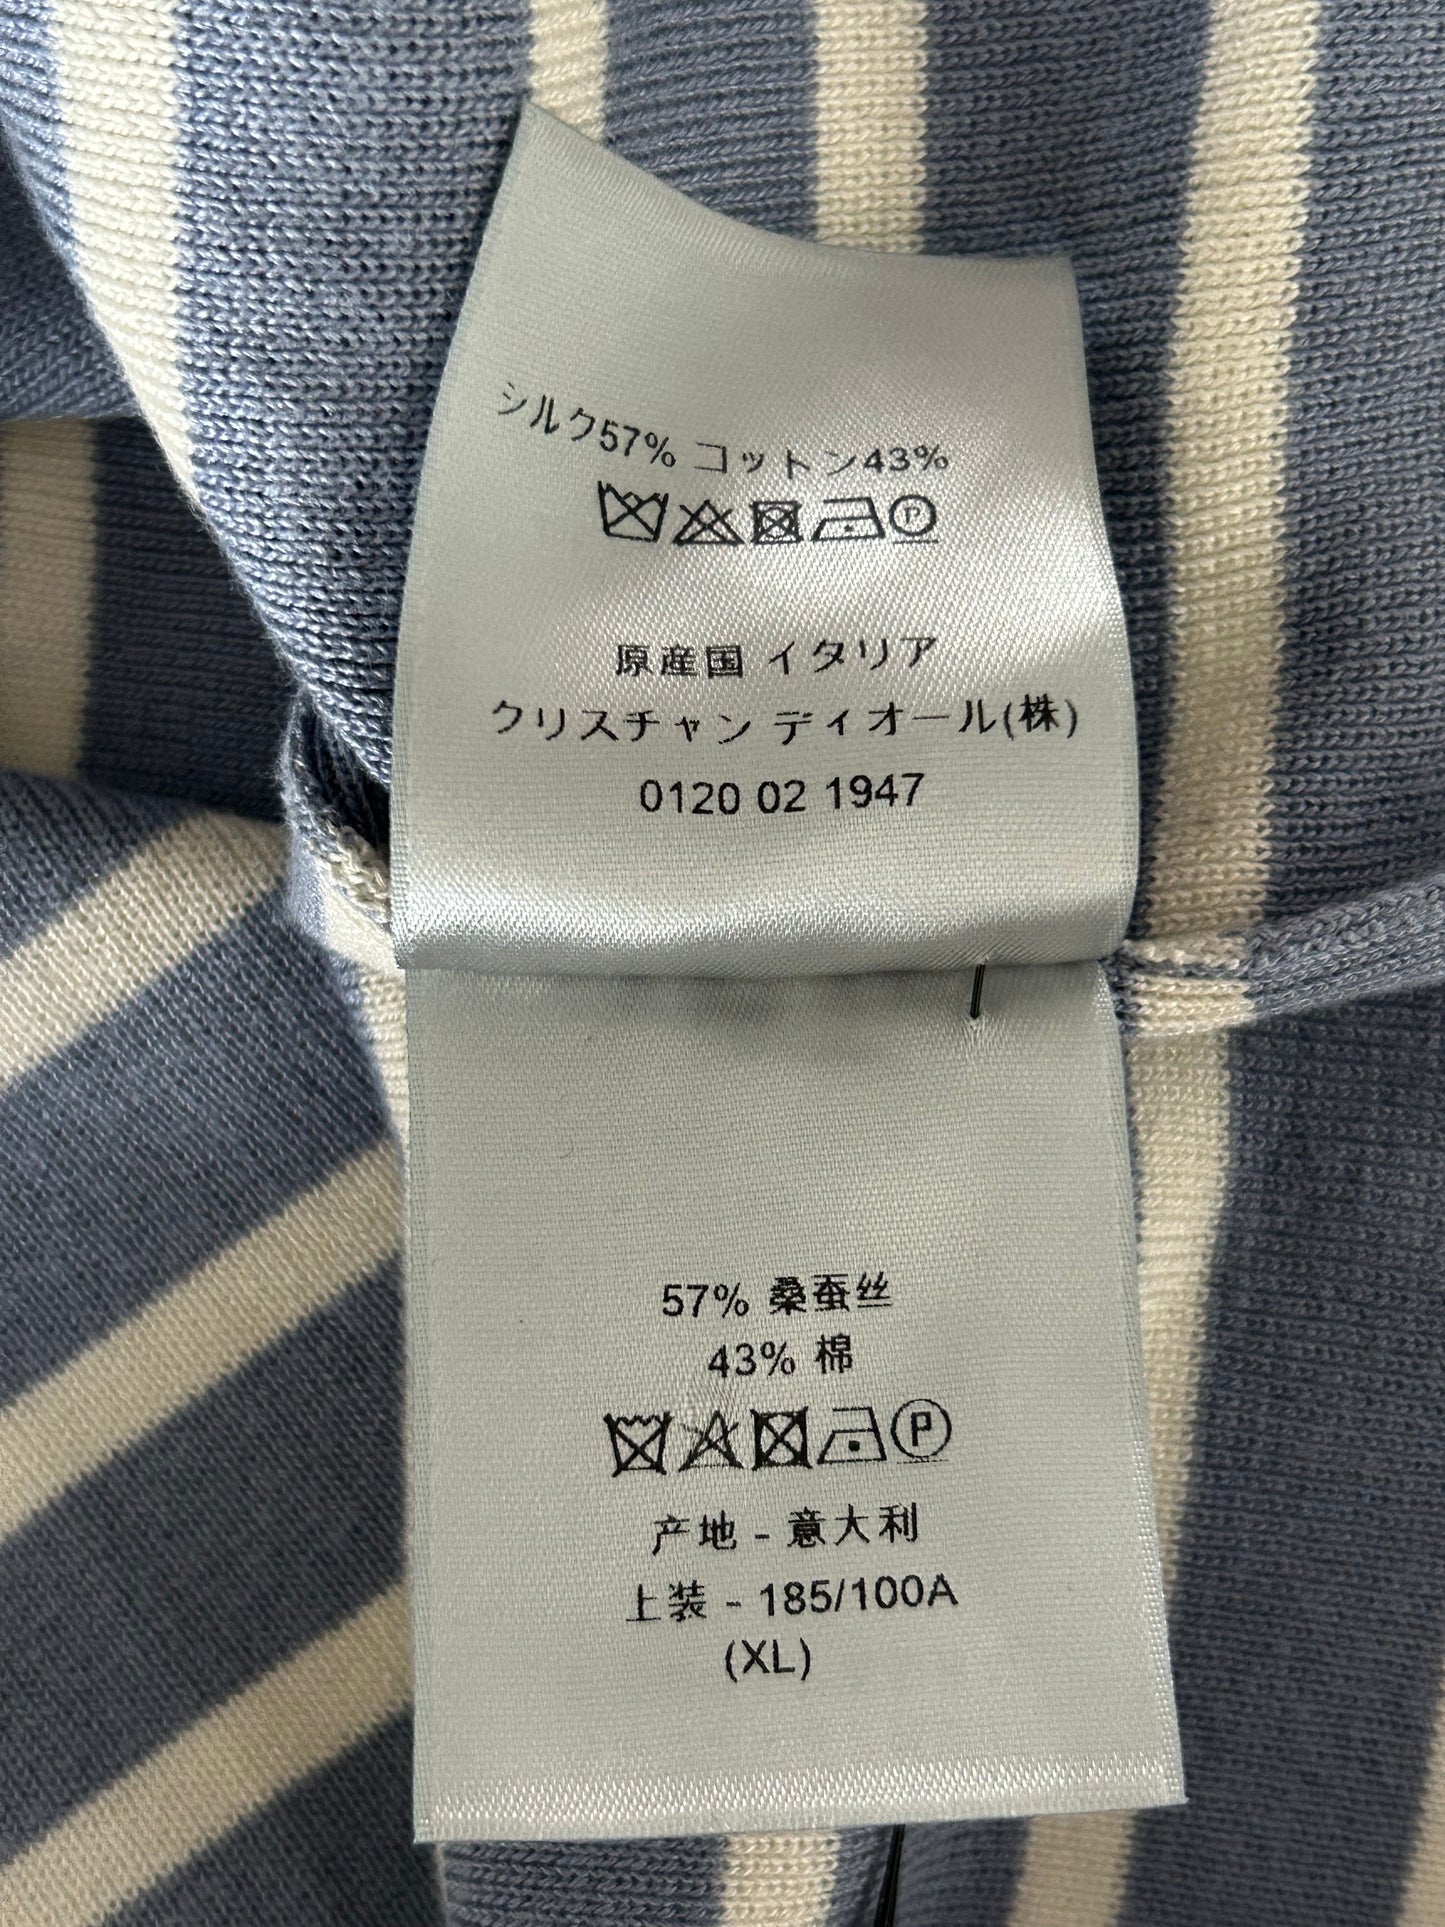 シルク57% コットン43%
P
原産国 イタリア
クリスチャン ディオール(株)
0120 02 1947
57% 桑蚕丝
43% 棉
P
产地 - 意大利
上装 - 185/100A
(XL)